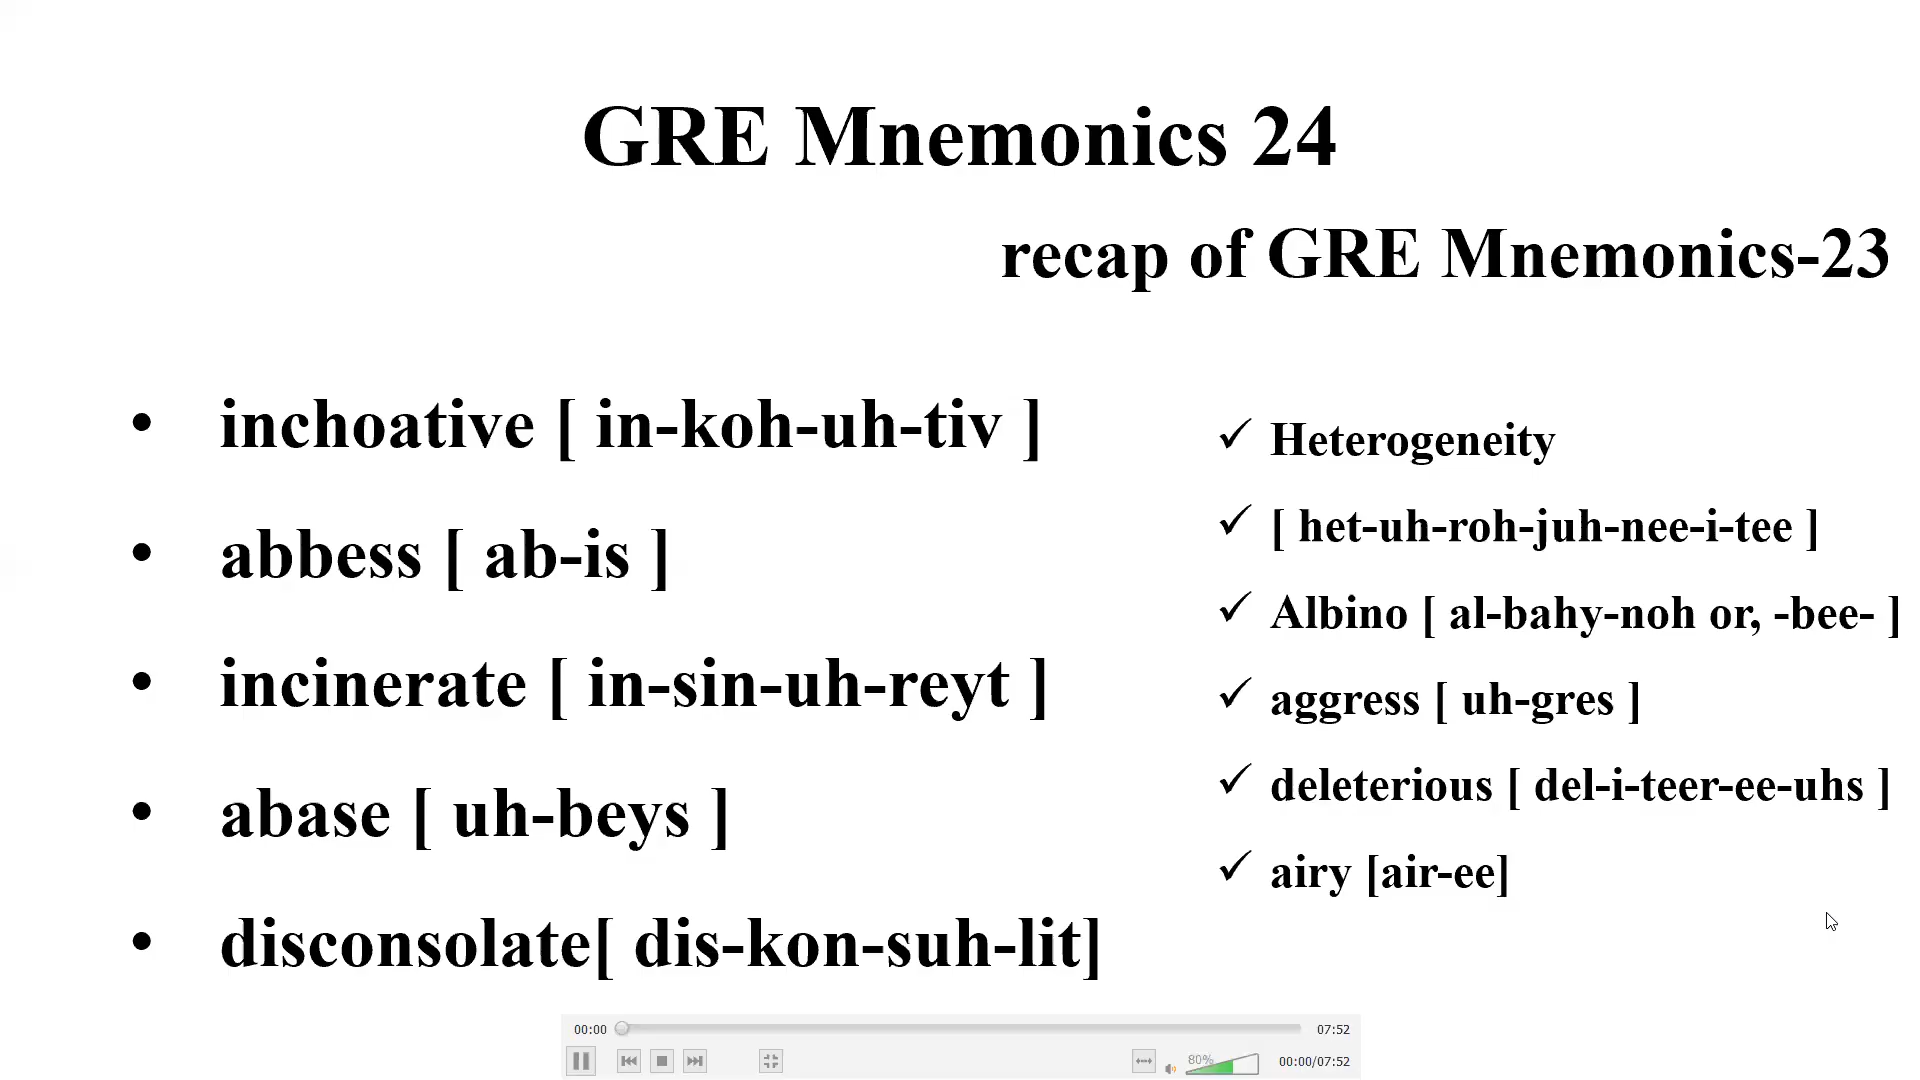 GRE Mnemonics 24
recap of GRE Mnemonics-23
• inchoative [ in-koh-uh-tiv ]
• abbess [ ab-is ]
• incinerate [ in-sin-uh-reyt ]
• abase [ uh-beys ]
• disconsolate[ dis-kon-suh-lit]
✓ Heterogeneity
✓ [ het-uh-roh-juh-nee-i-tee ]
✓ Albino [ al-bahy-noh or, -bee- ]
✓ aggress [ uh-gres ]
✓ deleterious [ del-i-teer-ee-uhs ]
✓ airy [air-ee]
00:00 07:52
80% 00:00/07:52